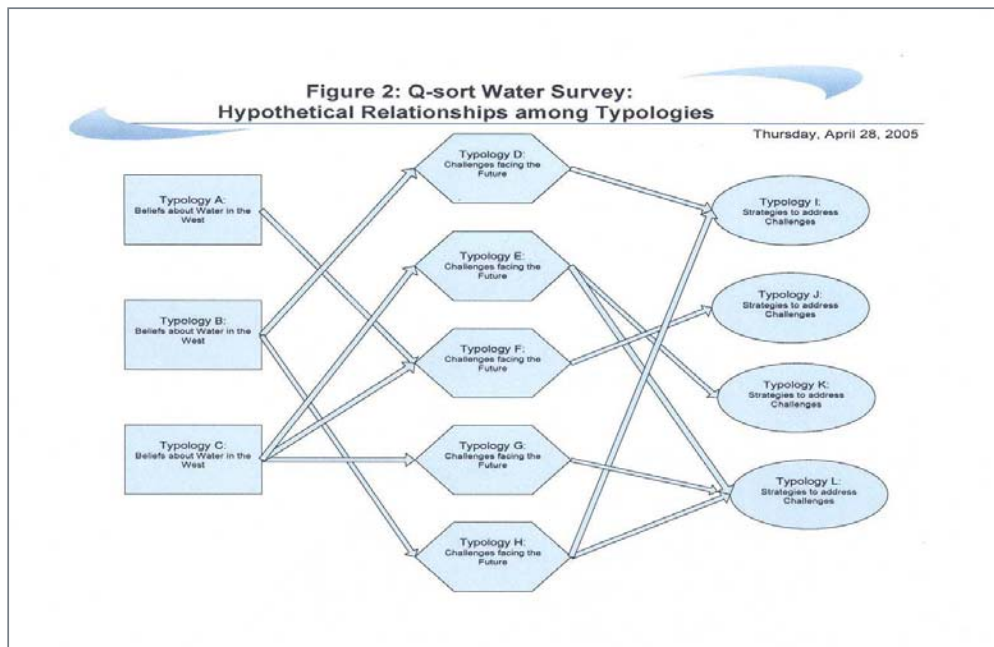 Figure 2: Q-sort Water Survey:
Hypothetical Relationships among Typologies
Thursday, April 28, 2005
Typology A:
Beliefs about Water in the
West
Typology B:
Beliefs about Water in the
West
Typology C:
Beliefs about Water in the
West
Typology D:
Challenges facing the
Future
Typology E:
Challenges facing the
Future
Typology F:
Challenges facing the
Future
Typology G:
Challenges facing the
Future
Typology H:
Challenges facing the
Future
Typology I:
Strategies to address
Challenges
Typology J:
Strategies to address
Challenges
Typology K:
Strategies to address
Challenges
Typology L:
Strategies to address
Challenges